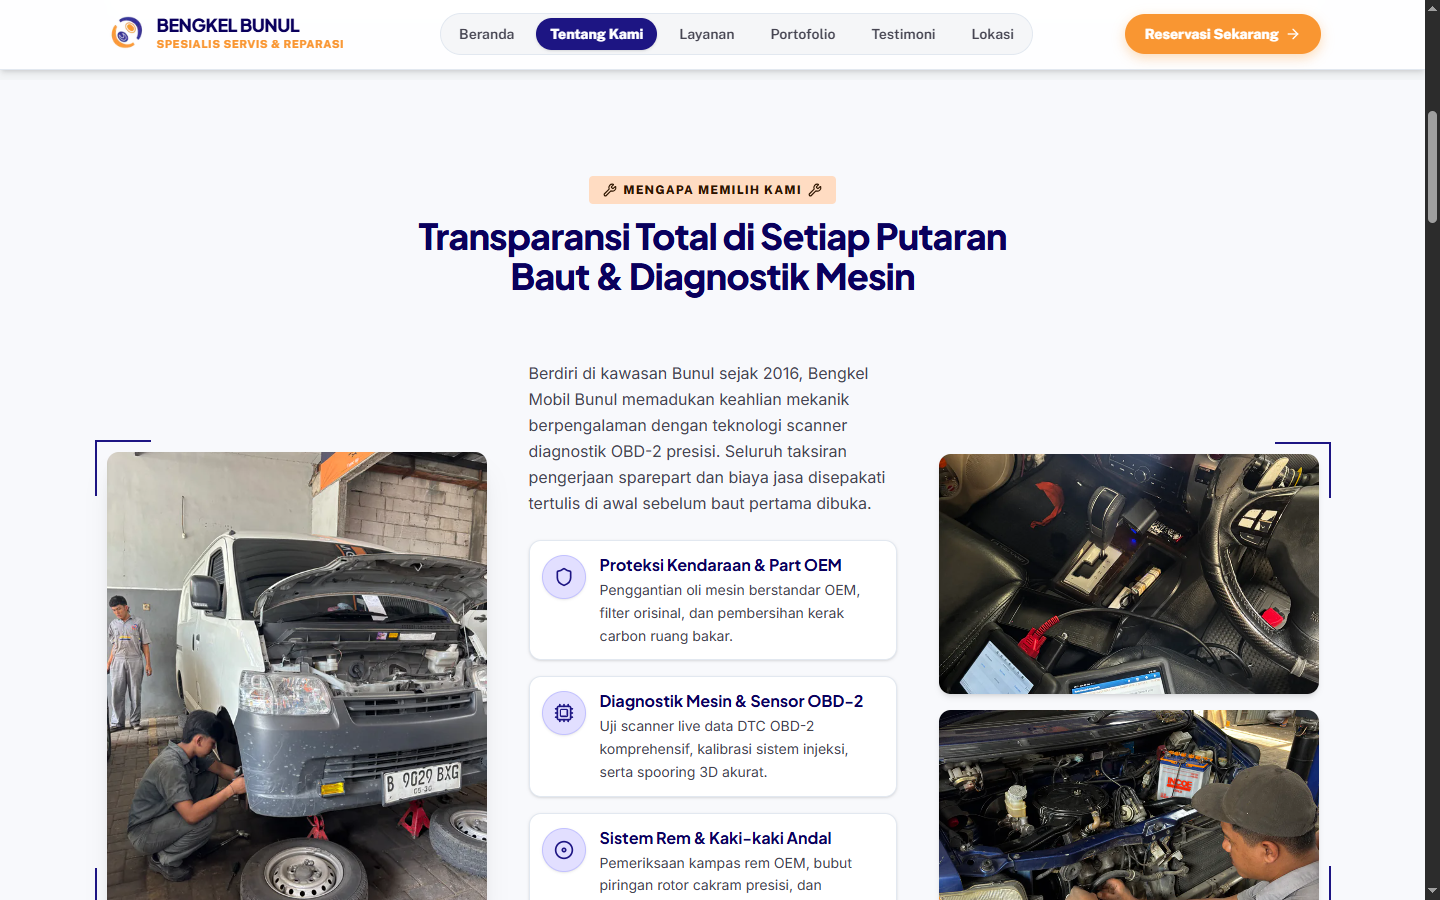 BENGKEL BUNUL
SPESIALIS SERVIS & REPARASI
Beranda
Tentang Kami
Layanan
Portofolio
Testimoni
Lokasi
Reservasi Sekarang
MENGAPA MEMILIH KAMI
Transparansi Total di Setiap Putaran
Baut & Diagnostik Mesin
Berdiri di kawasan Bunul sejak 2016, Bengkel
Mobil Bunul memadukan keahlian mekanik
berpengalaman dengan teknologi scanner
diagnostik OBD-2 presisi. Seluruh taksiran
pengerjaan sparepart dan biaya jasa disepakati
tertulis di awal sebelum baut pertama dibuka.
Proteksi Kendaraan & Part OEM
Penggantian oli mesin berstandar OEM,
filter orisinal, dan pembersihan kerak
carbon ruang bakar.
Diagnostik Mesin & Sensor OBD-2
Uji scanner live data DTC OBD-2
komprehensif, kalibrasi sistem injeksi,
serta spooring 3D akurat.
Sistem Rem & Kaki-kaki Andal
Pemeriksaan kampas rem OEM, bubut
piringan rotor cakram presisi, dan
B 9029 BXG